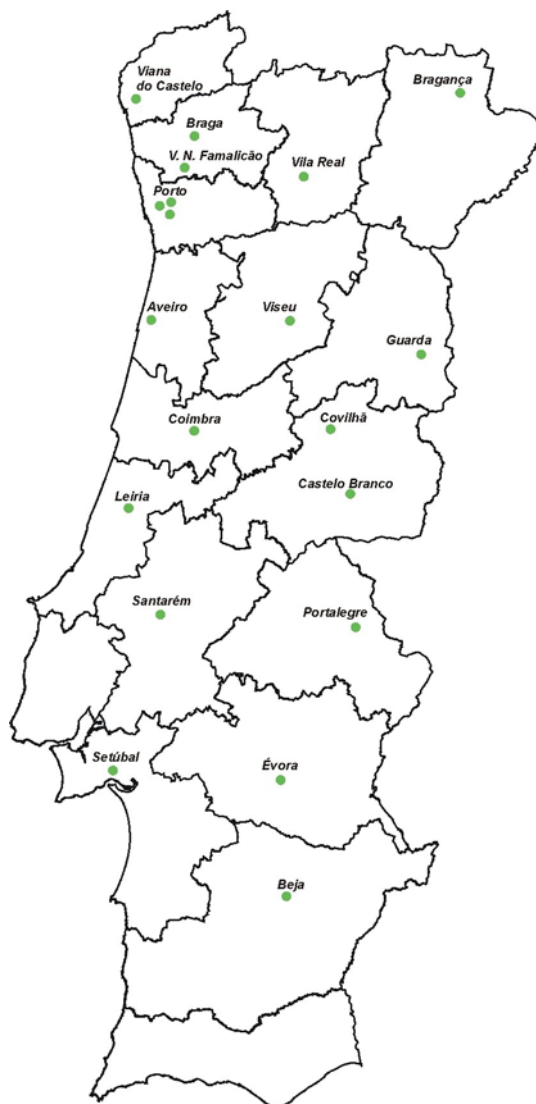 Viana
do Castelo
Bragança
Braga
V. N. Famalicão
Vila Real
Porto
Aveiro
Viseu
Guarda
Coimbra
Covilhã
Castelo Branco
Leiria
Santarém
Portalegre
Setúbal
Évora
Beja